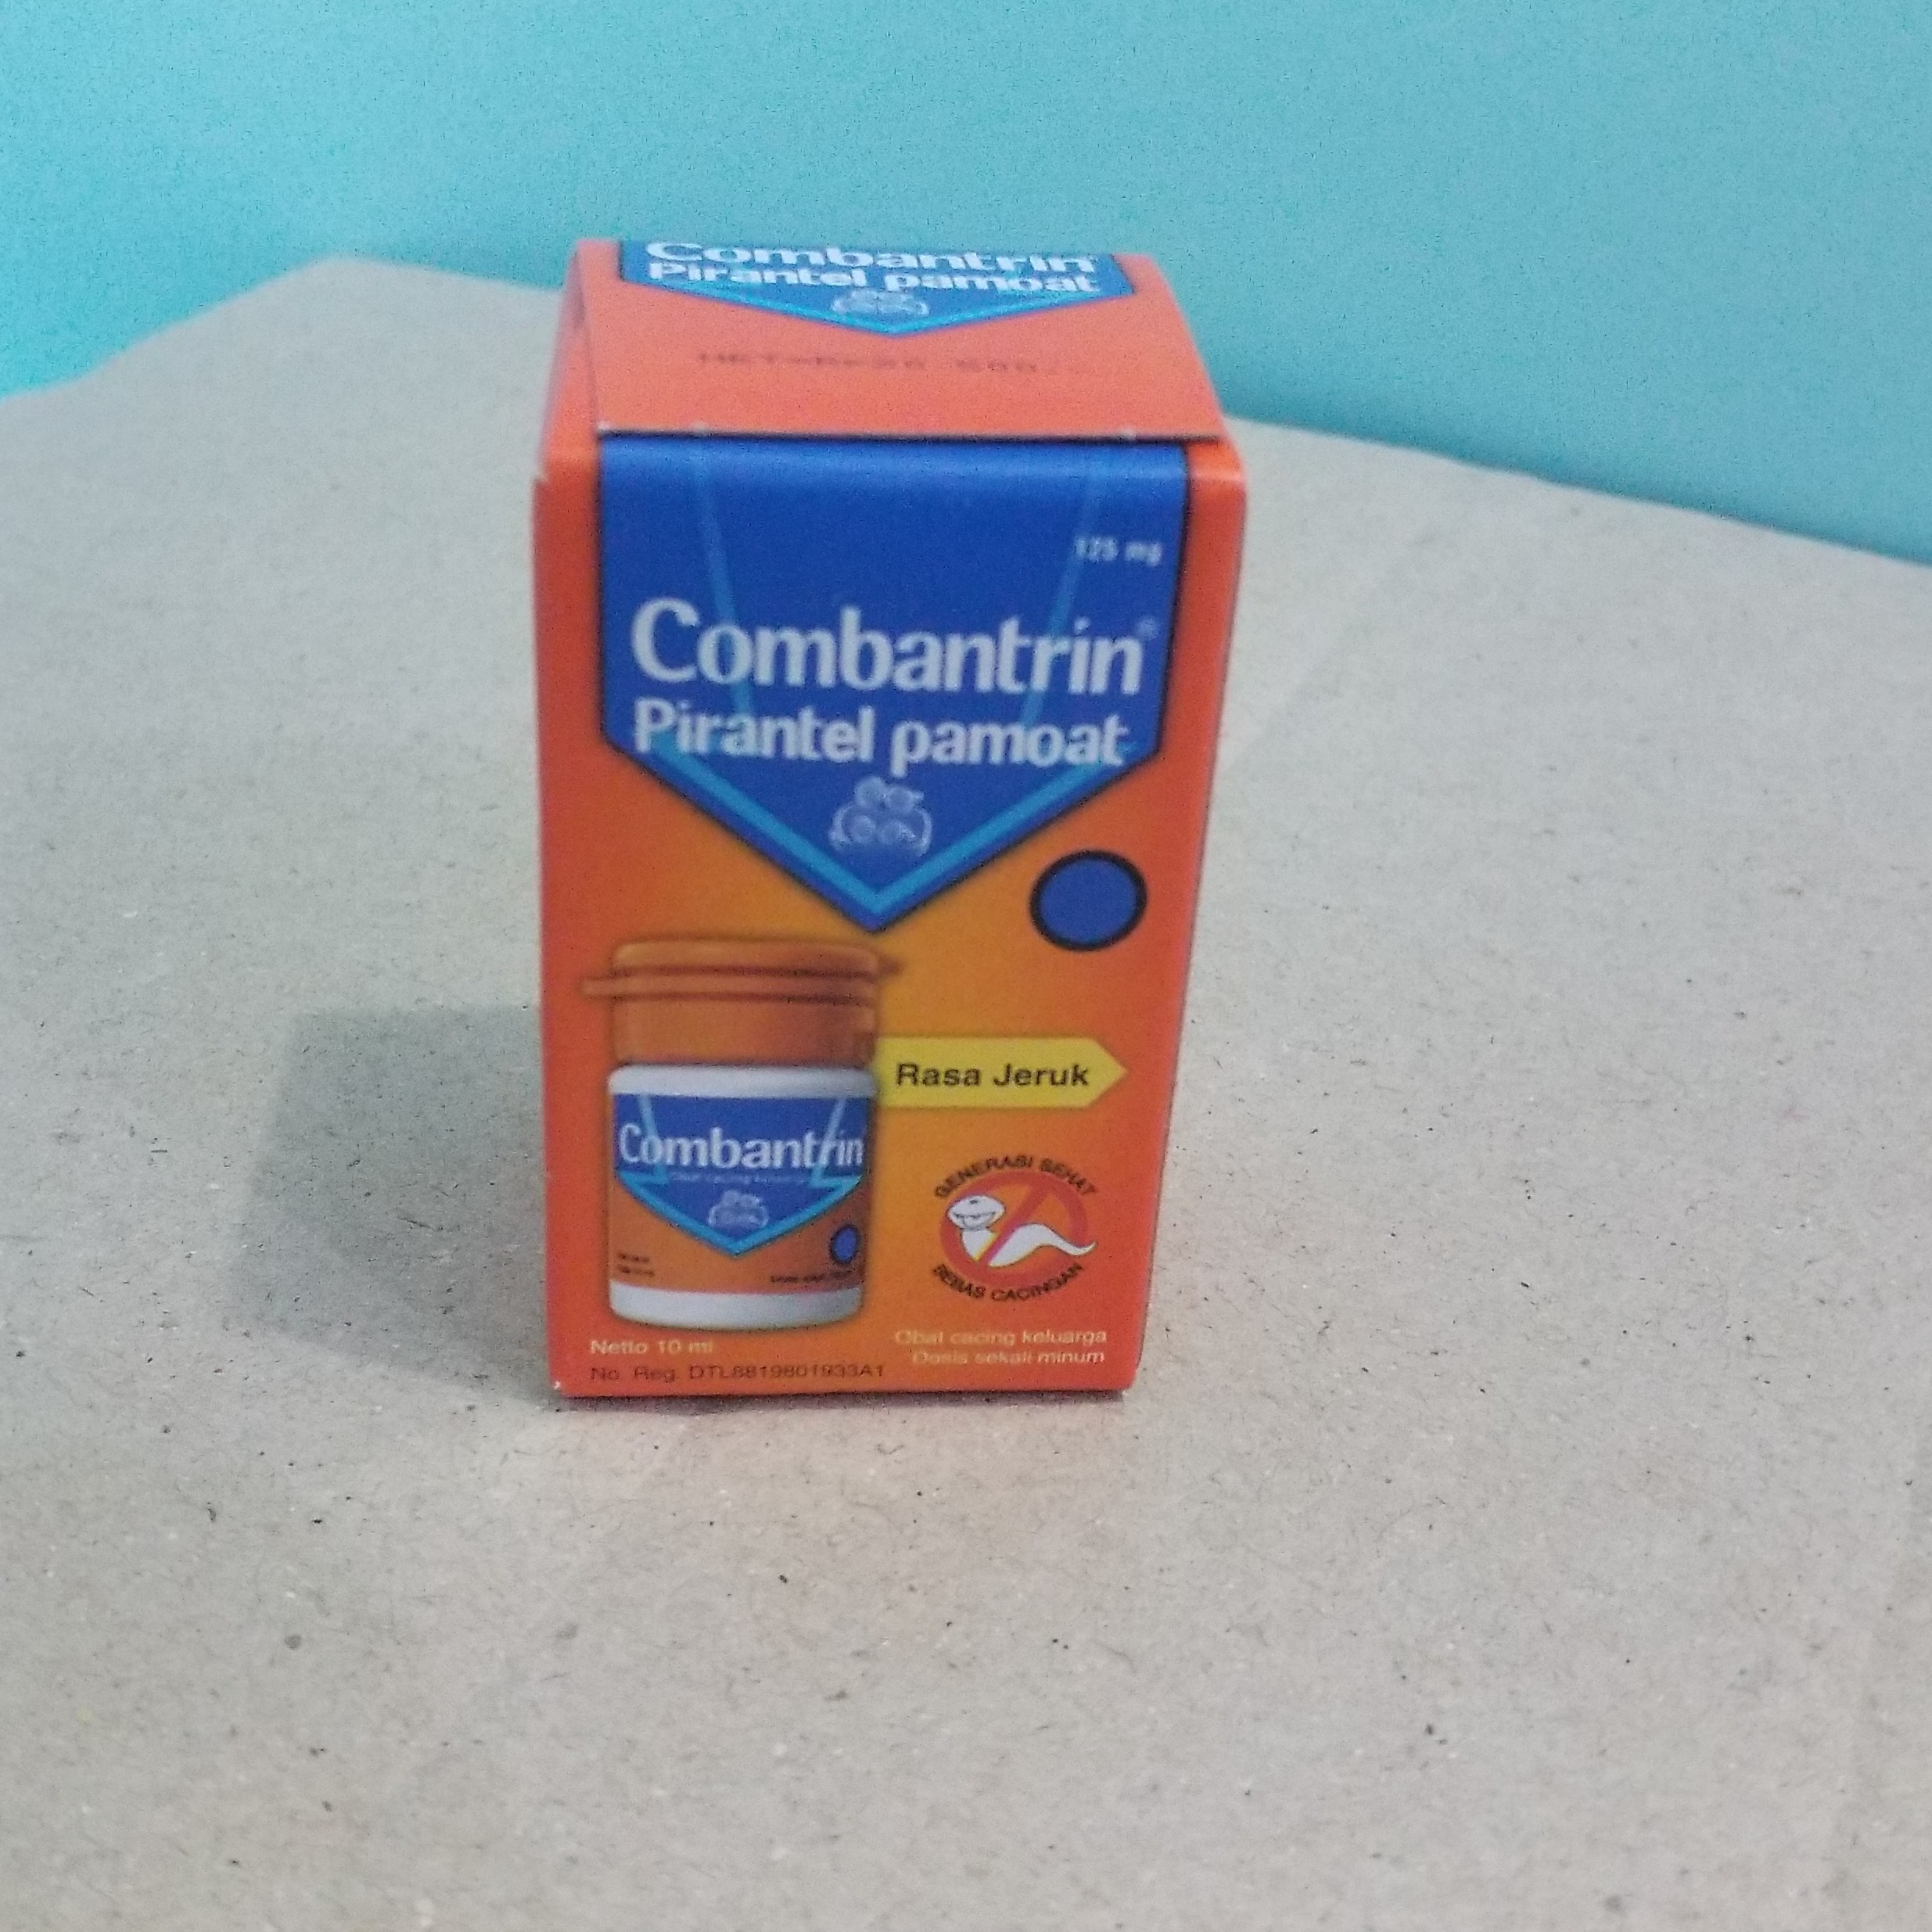 Combantrin
Pirantel pamoat
125 mg
Combantrin®
Pirantel pamoat
Rasa Jeruk
Combantrin
GENERASI SEHAT
BEBAS CACINGAN
Netto 10 ml
Obat cacing keluarga
Dosis sekali minum
No. Reg. DTL8819801933A1